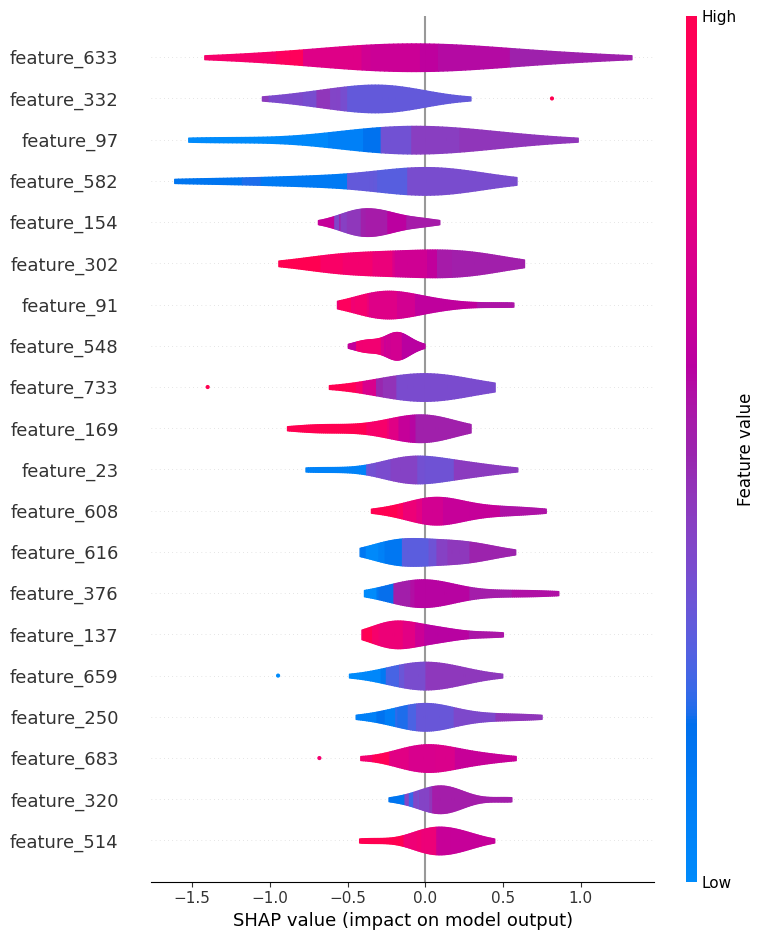 High
feature_633
feature_332
feature_97
feature_582
feature_154
feature_302
feature_91
feature_548
feature_733
feature_169
feature_23
feature_608
feature_616
feature_376
feature_137
feature_659
feature_250
feature_683
feature_320
feature_514
Feature value
Low
−1.5 −1.0 −0.5 0.0 0.5 1.0
SHAP value (impact on model output)